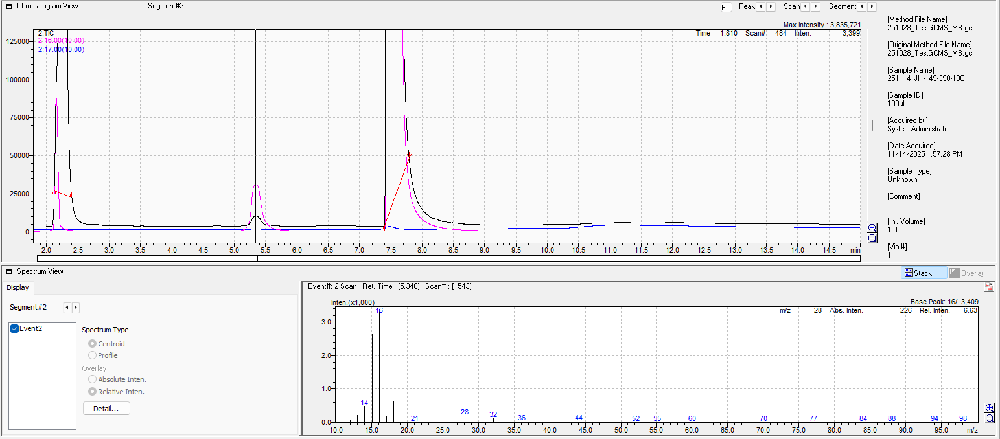 Chromatogram View Segment#2 B... Peak Scan Segment
Max Intensity : 3,835,721
2:TIC Time 1.810 Scan# 484 Inten. 3,399
2:16.00(10.00)
2:17.00(10.00)
125000
100000
75000
50000
25000
0
2.0 2.5 3.0 3.5 4.0 4.5 5.0 5.5 6.0 6.5 7.0 7.5 8.0 8.5 9.0 9.5 10.0 10.5 11.0 11.5 12.0 12.5 13.0 13.5 14.0 14.5 min
[Method File Name]
251028_TestGCMS_MB.gcm
[Original Method File Name]
251028_TestGCMS_MB.gcm
[Sample Name]
251114_JH-149-390-13C
[Sample ID]
100ul
[Acquired by]
System Administrator
[Date Acquired]
11/14/2025 1:57:28 PM
[Sample Type]
Unknown
[Comment]
[Inj. Volume]
1.0
[Vial#]
1
Spectrum View
Stack Overlay
Display
Segment#2
Event2
Spectrum Type
Centroid
Profile
Overlay
Absolute Inten.
Relative Inten.
Detail...
Event#: 2 Scan Ret. Time : [5.340] Scan# : [1543]
Inten.(x1,000) Base Peak: 16/ 3,409
16 m/z 28 Abs. Inten. 226 Rel. Inten. 6.63
3.0
2.0
1.0
0.0
14 21 28 32 36 44 52 55 60 70 77 84 88 94 98
10.0 15.0 20.0 25.0 30.0 35.0 40.0 45.0 50.0 55.0 60.0 65.0 70.0 75.0 80.0 85.0 90.0 95.0 m/z